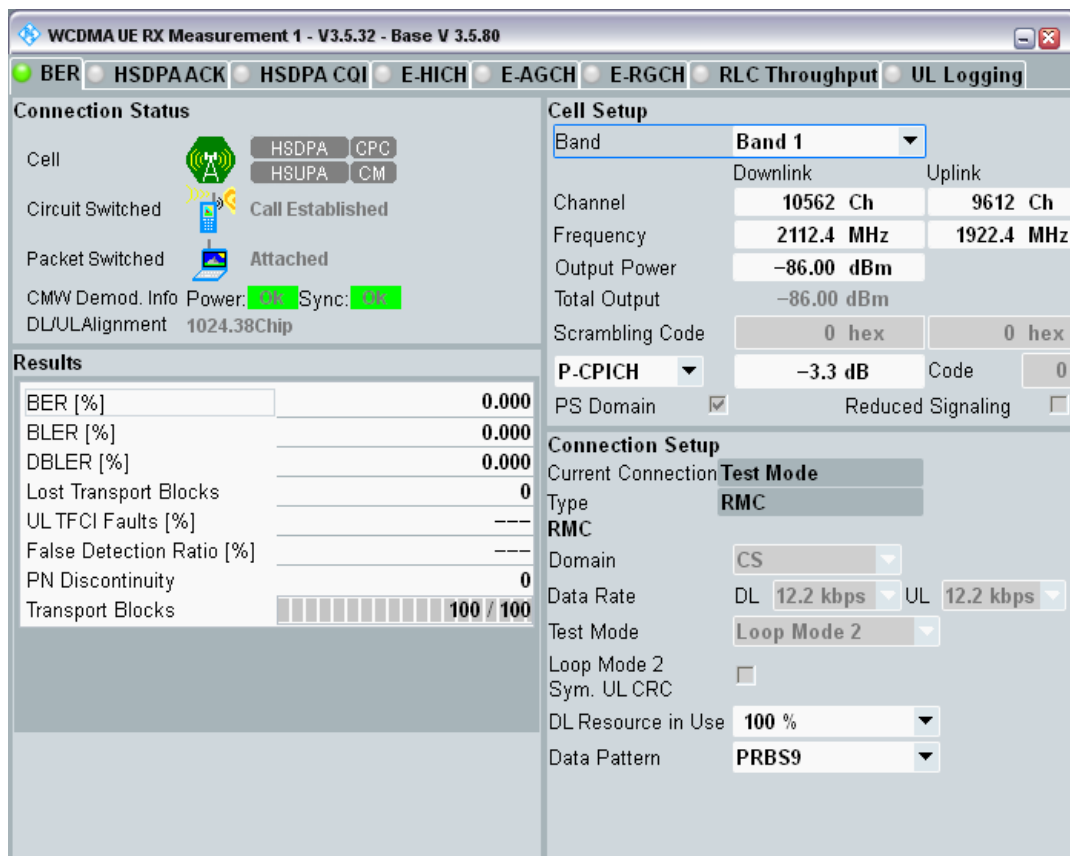 WCDMA UE RX Measurement 1 - V3.5.32 - Base V 3.5.80
BER HSDPA ACK HSDPA CQI E-HICH E-AGCH E-RGCH RLC Throughput UL Logging
Connection Status
Cell HSDPA CPC
HSUPA CM
Circuit Switched Call Established
Packet Switched Attached
CMW Demod. Info Power: Ok Sync: Ok
DL/UL Alignment 1024.38Chip
Results
BER [%] 0.000
BLER [%] 0.000
DBLER [%] 0.000
Lost Transport Blocks 0
UL TFCI Faults [%] ---
False Detection Ratio [%] ---
PN Discontinuity 0
Transport Blocks 100 / 100
Cell Setup
Band Band 1
Downlink Uplink
Channel 10562 Ch 9612 Ch
Frequency 2112.4 MHz 1922.4 MHz
Output Power -86.00 dBm
Total Output -86.00 dBm
Scrambling Code 0 hex 0 hex
P-CPICH -3.3 dB Code 0
PS Domain Reduced Signaling
Connection Setup
Current Connection Test Mode
Type RMC
RMC
Domain CS
Data Rate DL 12.2 kbps UL 12.2 kbps
Test Mode Loop Mode 2
Loop Mode 2
Sym. UL CRC
DL Resource in Use 100 %
Data Pattern PRBS9